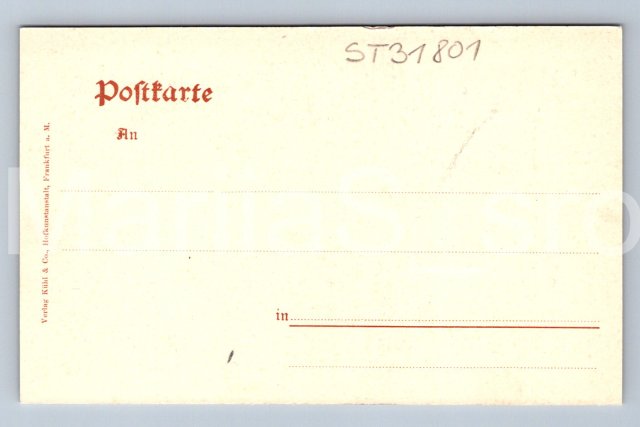 ST31801
Postkarte
An
in
Verlag Kühl & Co., Hofkunstanstalt, Frankfurt a. M.